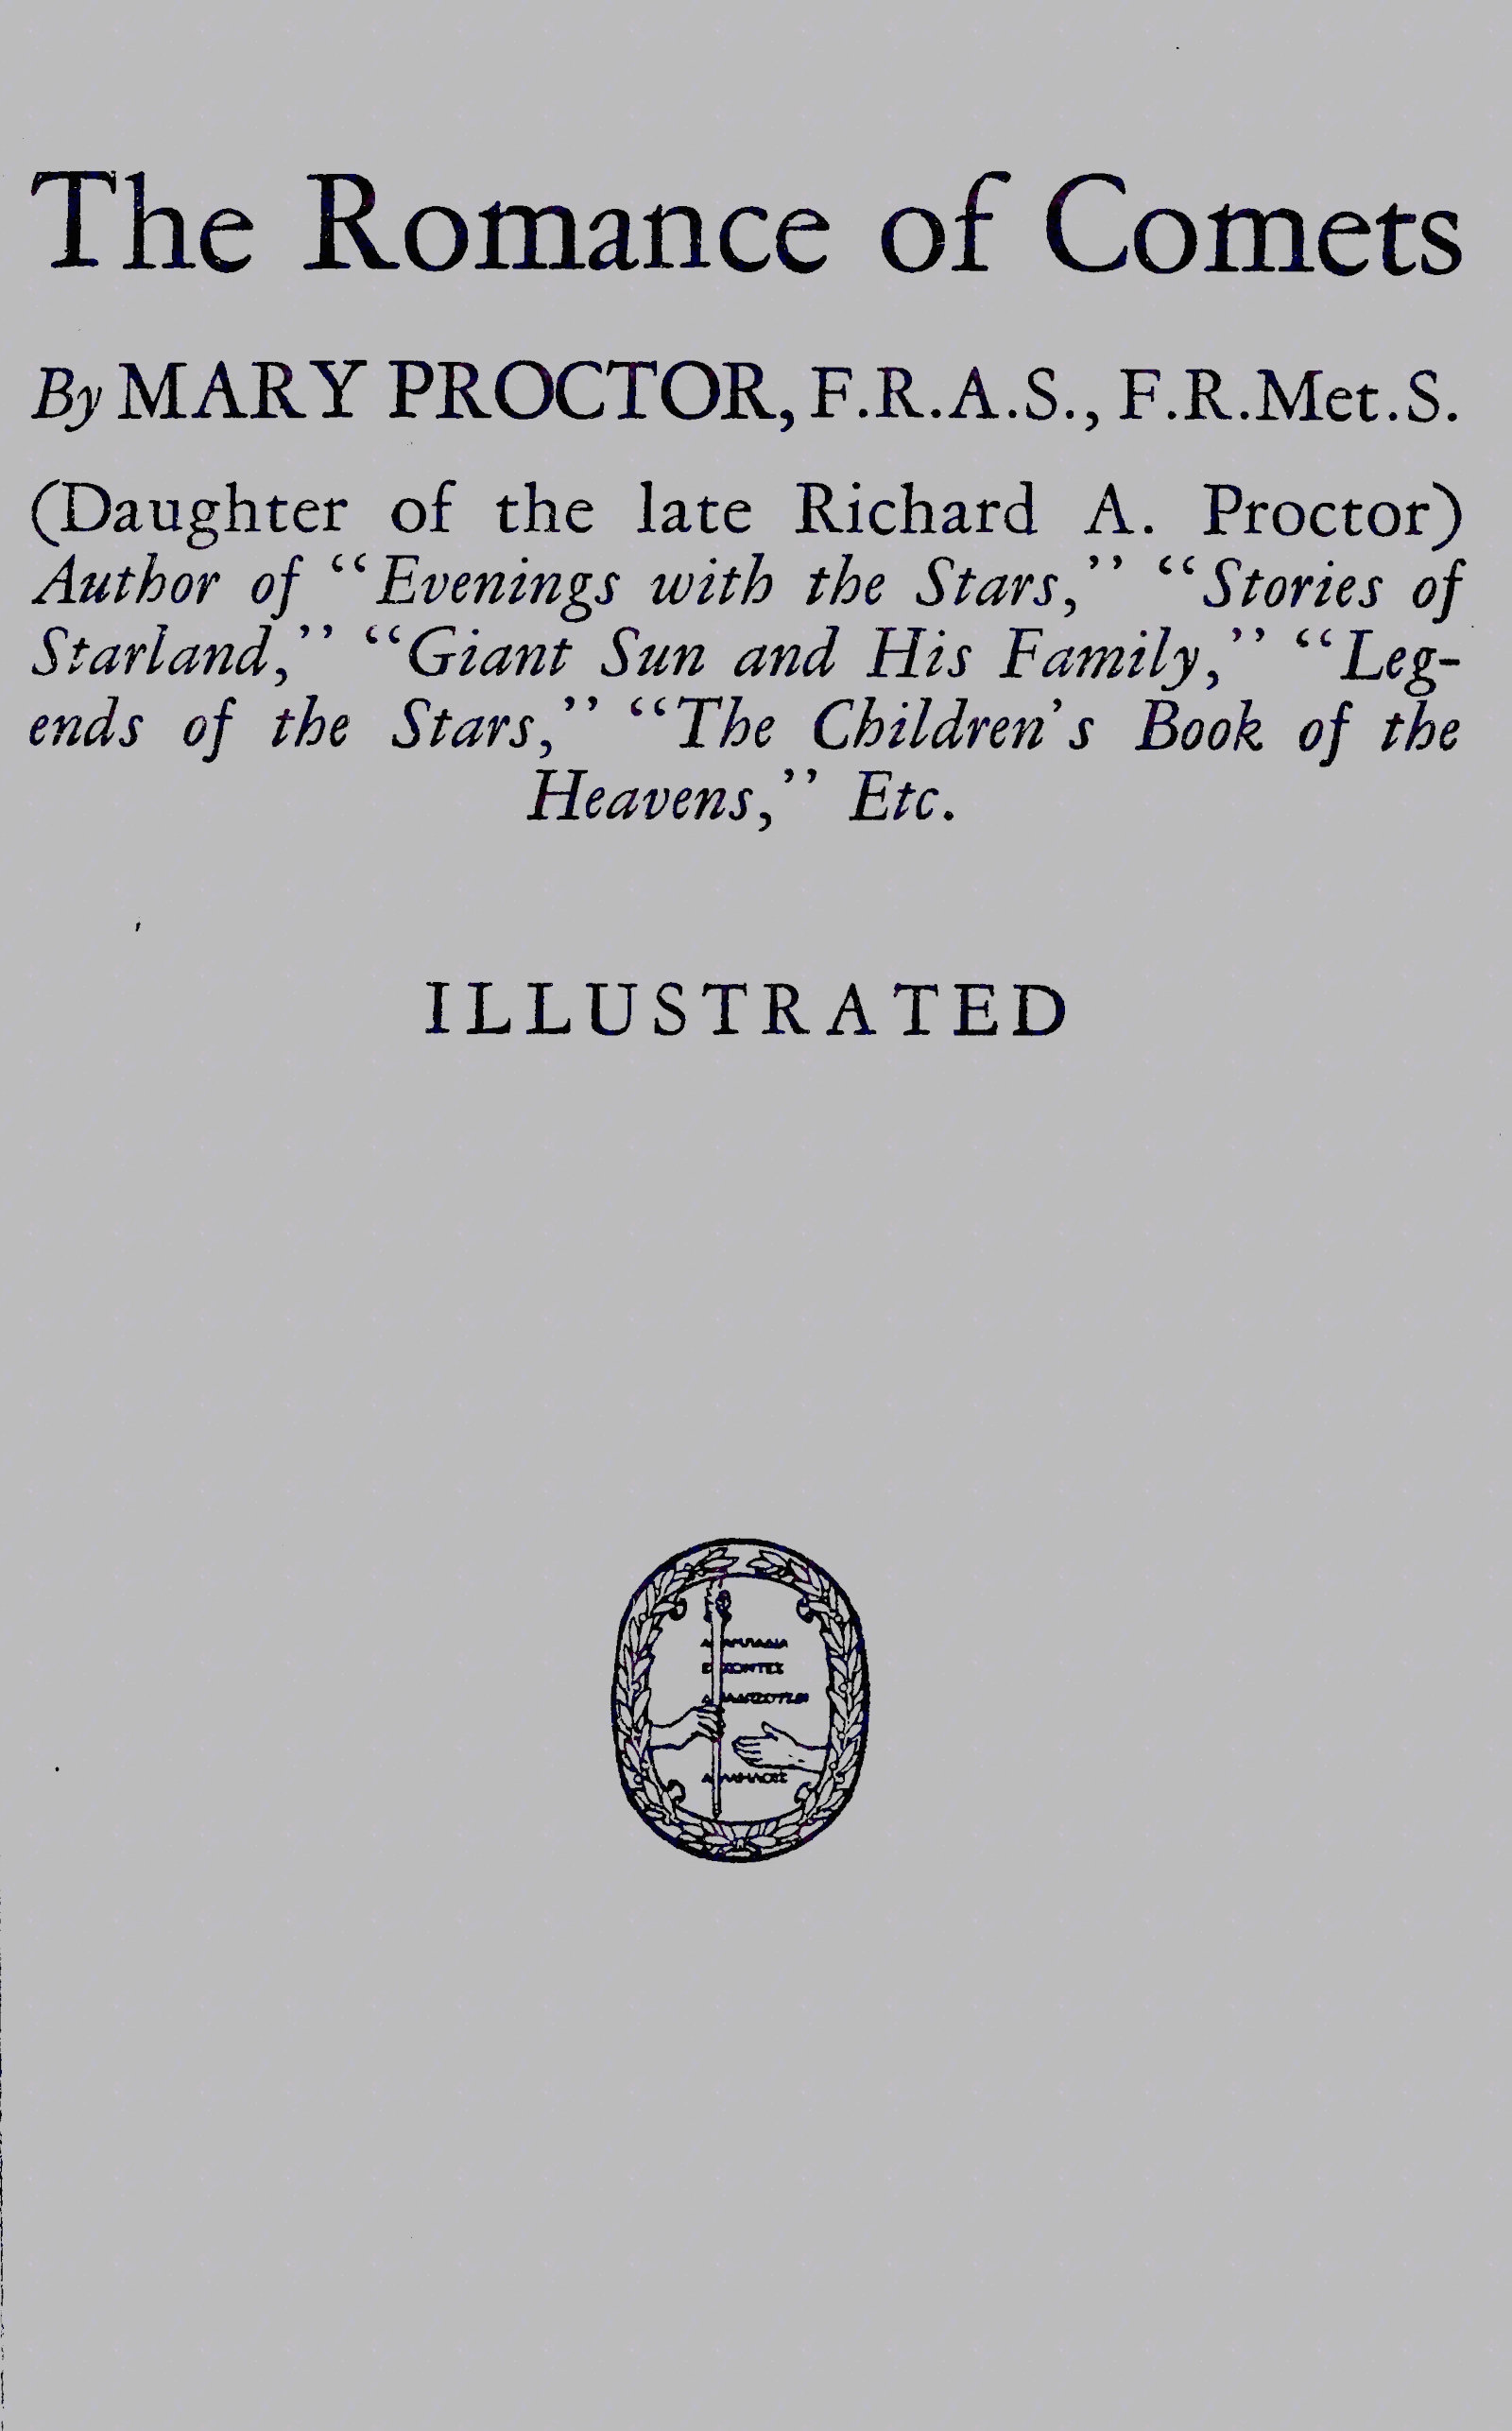 The Romance of Comets
By MARY PROCTOR, F.R.A.S., F.R.Met.S.
(Daughter of the late Richard A. Proctor)
Author of “Evenings with the Stars,” “Stories of
Starland,” “Giant Sun and His Family,” “Leg-
ends of the Stars,” “The Children’s Book of the
Heavens,” Etc.
ILLUSTRATED